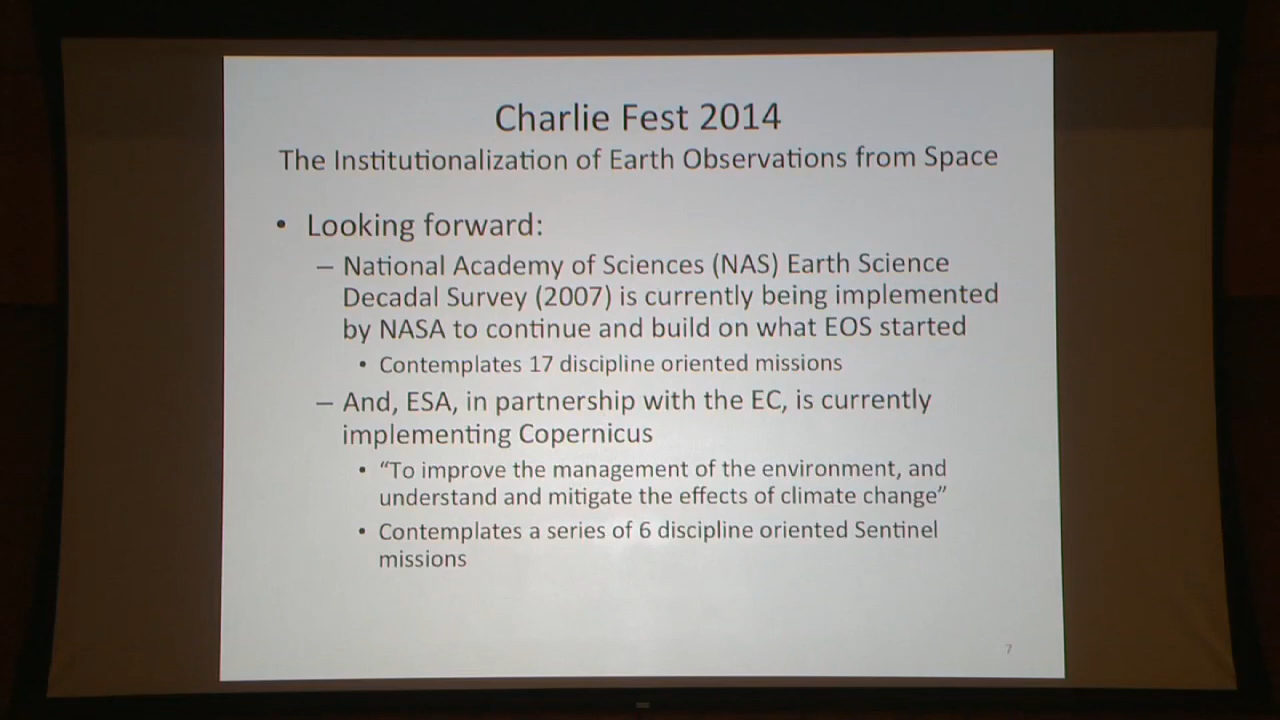 Charlie Fest 2014
The Institutionalization of Earth Observations from Space
• Looking forward:
– National Academy of Sciences (NAS) Earth Science
Decadal Survey (2007) is currently being implemented
by NASA to continue and build on what EOS started
• Contemplates 17 discipline oriented missions
– And, ESA, in partnership with the EC, is currently
implementing Copernicus
• “To improve the management of the environment, and
understand and mitigate the effects of climate change”
• Contemplates a series of 6 discipline oriented Sentinel
missions
7